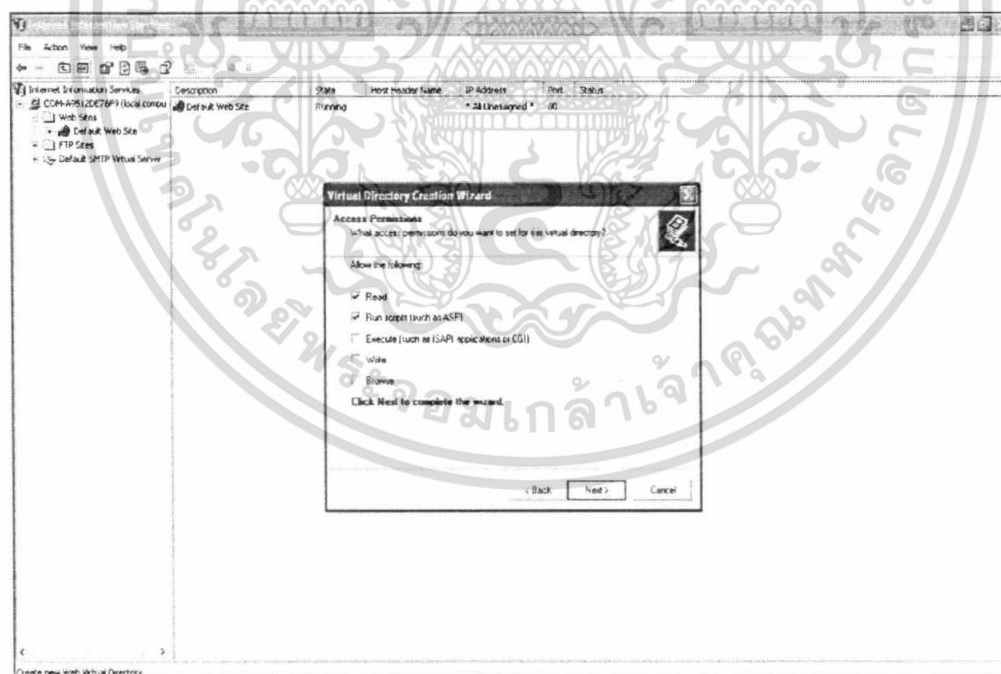 File Action View Help
Internet Information Services
Description State Host Header Name IP Address Port Status
COM-A9512DE76F9 (local compu
Default Web Site Running * All Unassigned * 80
Web Sites
Default Web Site
FTP Sites
Default SMTP Virtual Server
Virtual Directory Creation Wizard
Access Permissions
What access permissions do you want to set for this virtual directory?
Allow the following:
Read
Run scripts (such as ASP)
Execute (such as ISAPI applications or CGI)
Write
Browse
Click Next to complete the wizard.
< Back Next > Cancel
Create new Web Virtual Directory